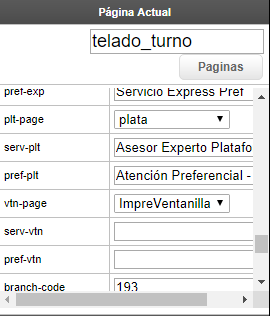 Página Actual
telado_turno
Paginas
pref-exp Servicio Express Pref
plt-page plata
serv-plt Asesor Experto Platafo
pref-plt Atención Preferencial -
vtn-page ImpreVentanilla
serv-vtn
pref-vtn
branch-code 193